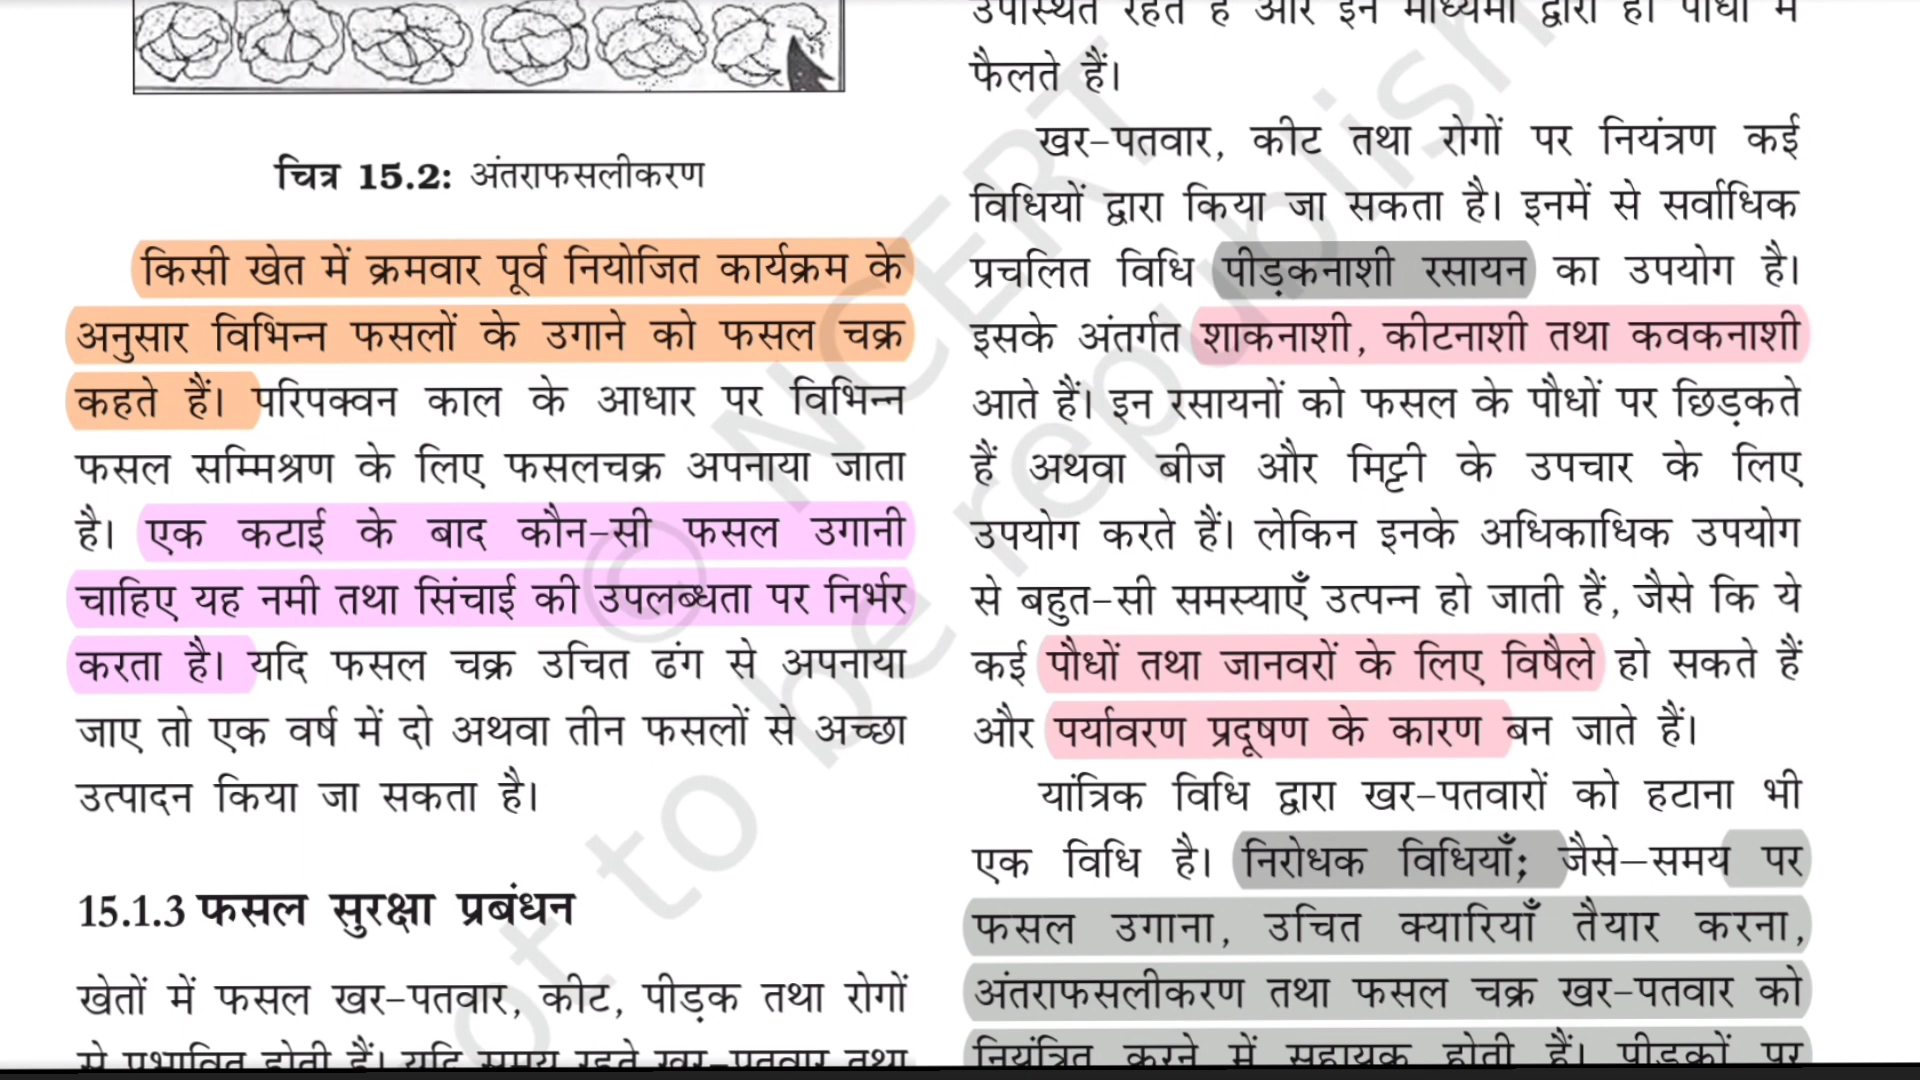 चित्र 15.2: अंतराफसलीकरण
किसी खेत में क्रमवार पूर्व नियोजित कार्यक्रम के
अनुसार विभिन्न फसलों के उगाने को फसल चक्र
कहते हैं। परिपक्वन काल के आधार पर विभिन्न
फसल सम्मिश्रण के लिए फसलचक्र अपनाया जाता
है। एक कटाई के बाद कौन-सी फसल उगानी
चाहिए यह नमी तथा सिंचाई की उपलब्धता पर निर्भर
करता है। यदि फसल चक्र उचित ढंग से अपनाया
जाए तो एक वर्ष में दो अथवा तीन फसलों से अच्छा
उत्पादन किया जा सकता है।
15.1.3 फसल सुरक्षा प्रबंधन
खेतों में फसल खर-पतवार, कीट, पीड़क तथा रोगों
से प्रभावित होती हैं। यदि समय रहते खर-पतवार तथा
उपस्थित रहते हैं और इन माध्यमों द्वारा ही पौधों में
फैलते हैं।
खर-पतवार, कीट तथा रोगों पर नियंत्रण कई
विधियों द्वारा किया जा सकता है। इनमें से सर्वाधिक
प्रचलित विधि पीड़कनाशी रसायन का उपयोग है।
इसके अंतर्गत शाकनाशी, कीटनाशी तथा कवकनाशी
आते हैं। इन रसायनों को फसल के पौधों पर छिड़कते
हैं अथवा बीज और मिट्टी के उपचार के लिए
उपयोग करते हैं। लेकिन इनके अधिकाधिक उपयोग
से बहुत-सी समस्याएँ उत्पन्न हो जाती हैं, जैसे कि ये
कई पौधों तथा जानवरों के लिए विषैले हो सकते हैं
और पर्यावरण प्रदूषण के कारण बन जाते हैं।
यांत्रिक विधि द्वारा खर-पतवारों को हटाना भी
एक विधि है। निरोधक विधियाँ; जैसे–समय पर
फसल उगाना, उचित क्यारियाँ तैयार करना,
अंतराफसलीकरण तथा फसल चक्र खर-पतवार को
नियंत्रित करने में सहायक होती हैं। पीड़कों पर
© NCERT
not to be republish